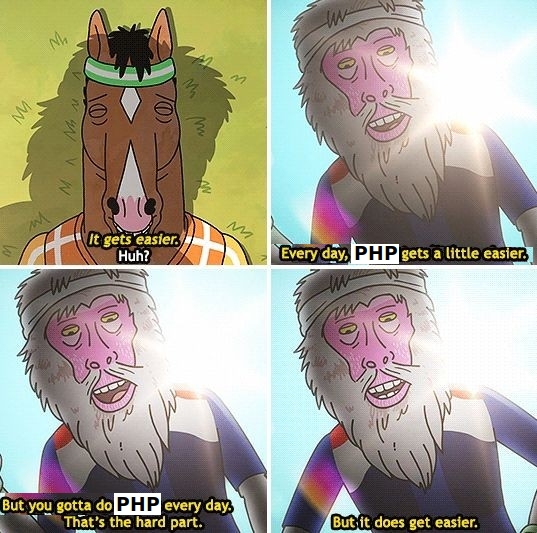 It gets easier.
Huh?
Every day, PHP gets a little easier.
But you gotta do PHP every day.
That's the hard part.
But it does get easier.